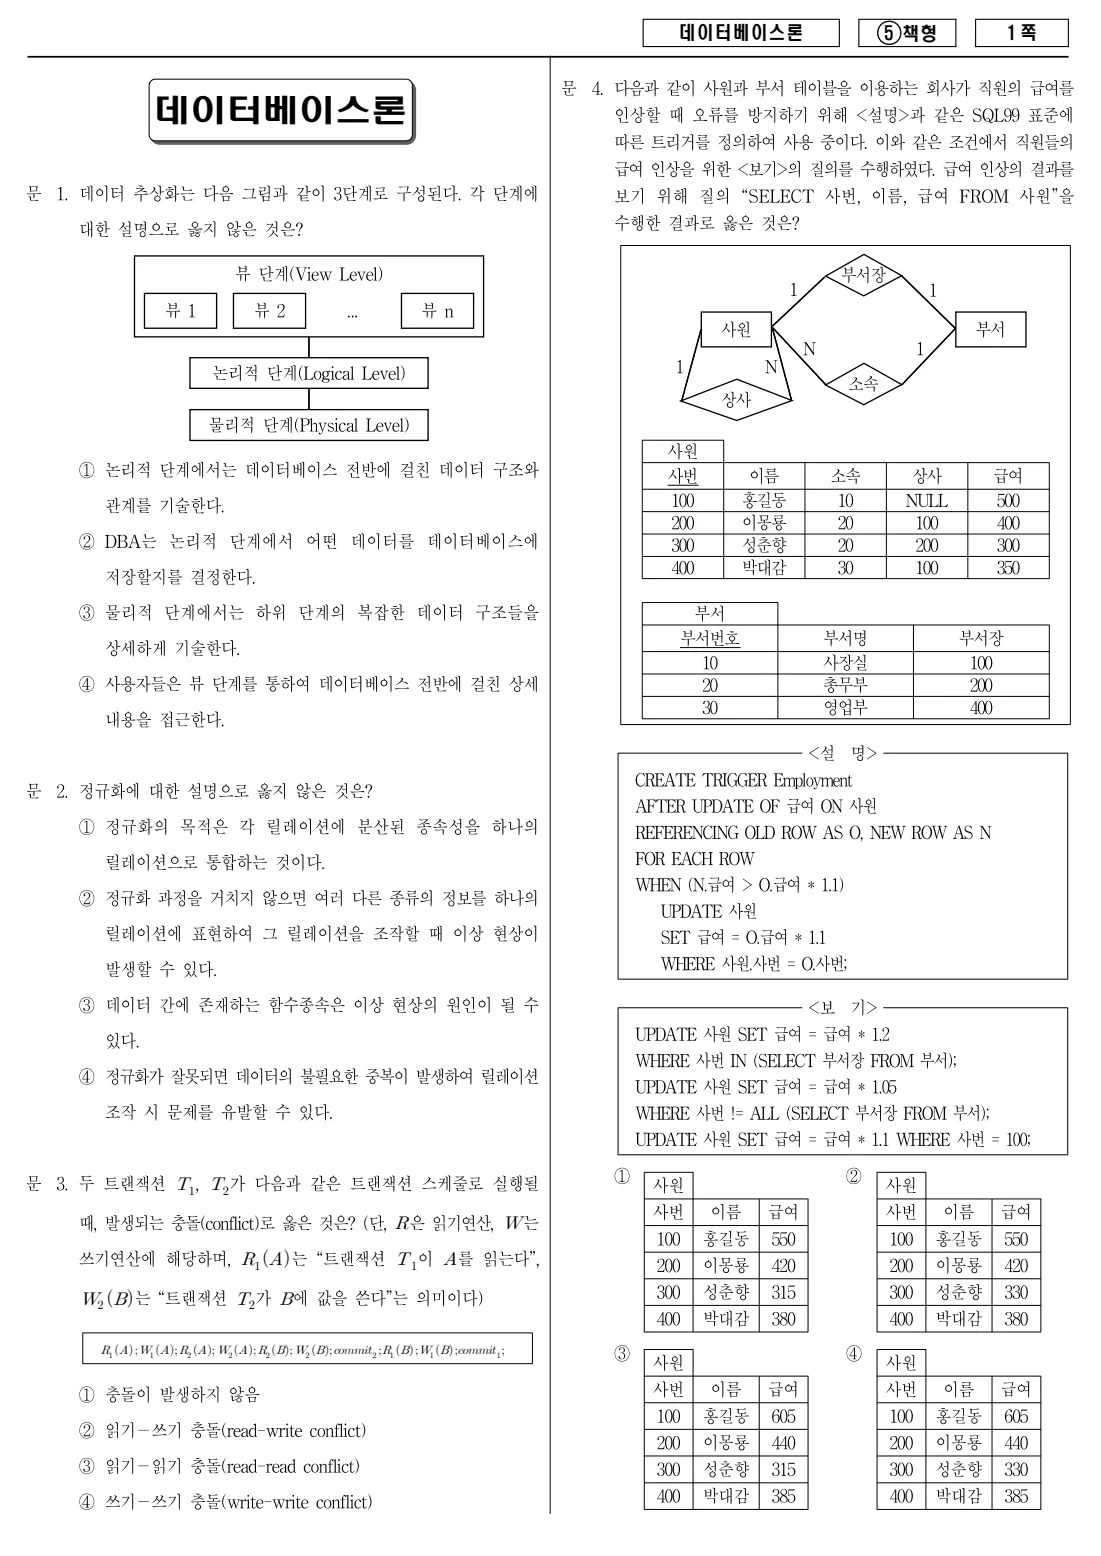 데이터베이스론
⑤책형
1쪽
데이터베이스론
문 1. 데이터 추상화는 다음 그림과 같이 3단계로 구성된다. 각 단계에
대한 설명으로 옳지 않은 것은?
뷰 단계(View Level)
뷰 1
뷰 2
...
뷰 n
논리적 단계(Logical Level)
물리적 단계(Physical Level)
① 논리적 단계에서는 데이터베이스 전반에 걸친 데이터 구조와
관계를 기술한다.
② DBA는 논리적 단계에서 어떤 데이터를 데이터베이스에
저장할지를 결정한다.
③ 물리적 단계에서는 하위 단계의 복잡한 데이터 구조들을
상세하게 기술한다.
④ 사용자들은 뷰 단계를 통하여 데이터베이스 전반에 걸친 상세
내용을 접근한다.
문 2. 정규화에 대한 설명으로 옳지 않은 것은?
① 정규화의 목적은 각 릴레이션에 분산된 종속성을 하나의
릴레이션으로 통합하는 것이다.
② 정규화 과정을 거치지 않으면 여러 다른 종류의 정보를 하나의
릴레이션에 표현하여 그 릴레이션을 조작할 때 이상 현상이
발생할 수 있다.
③ 데이터 간에 존재하는 함수종속은 이상 현상의 원인이 될 수
있다.
④ 정규화가 잘못되면 데이터의 불필요한 중복이 발생하여 릴레이션
조작 시 문제를 유발할 수 있다.
문 3. 두 트랜잭션 T₁, T₂가 다음과 같은 트랜잭션 스케줄로 실행될
때, 발생되는 충돌(conflict)로 옳은 것은? (단, R은 읽기연산, W는
쓰기연산에 해당하며, R₁(A)는 “트랜잭션 T₁이 A를 읽는다”,
W₂(B)는 “트랜잭션 T₂가 B에 값을 쓴다”는 의미이다)
R₁(A); W₁(A); R₂(A); W₂(A); R₂(B); W₂(B); commit₂; R₁(B); W₁(B); commit₁;
① 충돌이 발생하지 않음
② 읽기-쓰기 충돌(read-write conflict)
③ 읽기-읽기 충돌(read-read conflict)
④ 쓰기-쓰기 충돌(write-write conflict)
문 4. 다음과 같이 사원과 부서 테이블을 이용하는 회사가 직원의 급여를
인상할 때 오류를 방지하기 위해 <설명>과 같은 SQL99 표준에
따른 트리거를 정의하여 사용 중이다. 이와 같은 조건에서 직원들의
급여 인상을 위한 <보기>의 질의를 수행하였다. 급여 인상의 결과를
보기 위해 질의 “SELECT 사번, 이름, 급여 FROM 사원”을
수행한 결과로 옳은 것은?
부서장
1 1
사원 부서
N 1
1 N
소속
상사
사원
사번 이름 소속 상사 급여
100 홍길동 10 NULL 500
200 이몽룡 20 100 400
300 성춘향 20 200 300
400 박대감 30 100 350
부서
부서번호 부서명 부서장
10 사장실 100
20 총무부 200
30 영업부 400
<설 명>
CREATE TRIGGER Employment
AFTER UPDATE OF 급여 ON 사원
REFERENCING OLD ROW AS O, NEW ROW AS N
FOR EACH ROW
WHEN (N.급여 > O.급여 * 1.1)
UPDATE 사원
SET 급여 = O.급여 * 1.1
WHERE 사원.사번 = O.사번;
<보 기>
UPDATE 사원 SET 급여 = 급여 * 1.2
WHERE 사번 IN (SELECT 부서장 FROM 부서);
UPDATE 사원 SET 급여 = 급여 * 1.05
WHERE 사번 != ALL (SELECT 부서장 FROM 부서);
UPDATE 사원 SET 급여 = 급여 * 1.1 WHERE 사번 = 100;
①
사원
사번 이름 급여
100 홍길동 550
200 이몽룡 420
300 성춘향 315
400 박대감 380
②
사원
사번 이름 급여
100 홍길동 550
200 이몽룡 420
300 성춘향 330
400 박대감 380
③
사원
사번 이름 급여
100 홍길동 605
200 이몽룡 440
300 성춘향 315
400 박대감 385
④
사원
사번 이름 급여
100 홍길동 605
200 이몽룡 440
300 성춘향 330
400 박대감 385